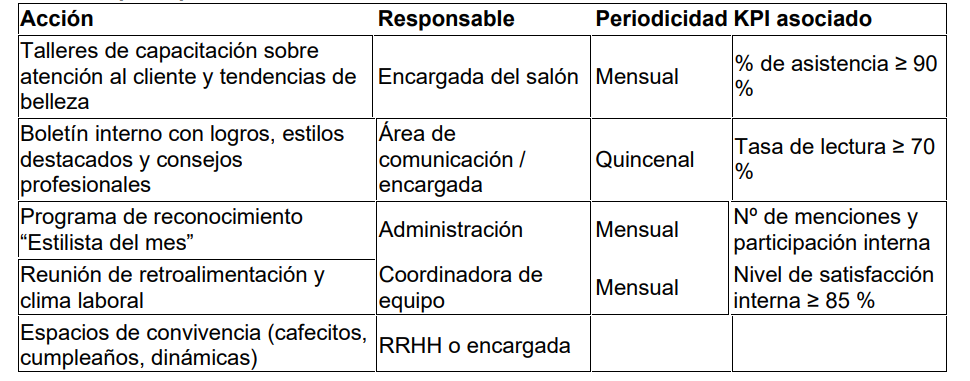 Acción Responsable Periodicidad KPI asociado
Talleres de capacitación sobre
atención al cliente y tendencias de
belleza
Encargada del salón
Mensual
% de asistencia ≥ 90
%
Boletín interno con logros, estilos
destacados y consejos
profesionales
Área de
comunicación /
encargada
Quincenal
Tasa de lectura ≥ 70
%
Programa de reconocimiento
“Estilista del mes”
Administración
Mensual
Nº de menciones y
participación interna
Reunión de retroalimentación y
clima laboral
Coordinadora de
equipo
Mensual
Nivel de satisfacción
interna ≥ 85 %
Espacios de convivencia (cafecitos,
cumpleaños, dinámicas)
RRHH o encargada